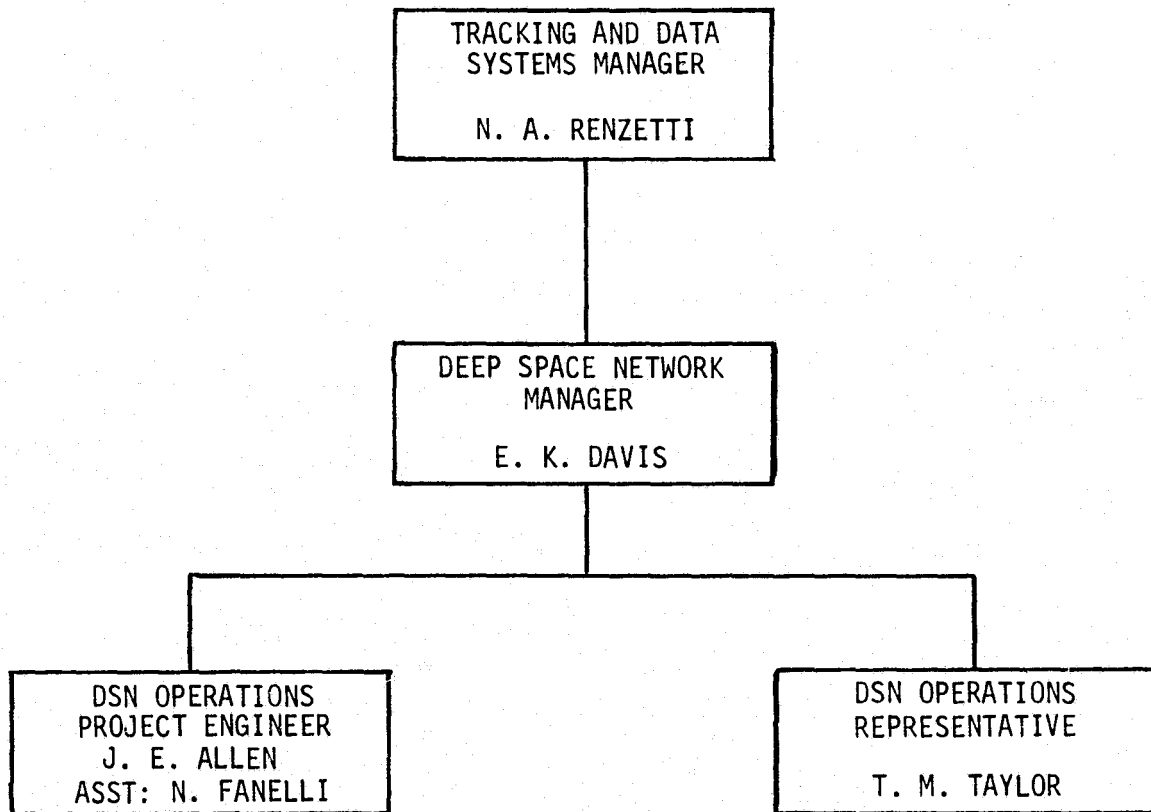 TRACKING AND DATA
SYSTEMS MANAGER
N. A. RENZETTI
DEEP SPACE NETWORK
MANAGER
E. K. DAVIS
DSN OPERATIONS
PROJECT ENGINEER
J. E. ALLEN
ASST: N. FANELLI
DSN OPERATIONS
REPRESENTATIVE
T. M. TAYLOR